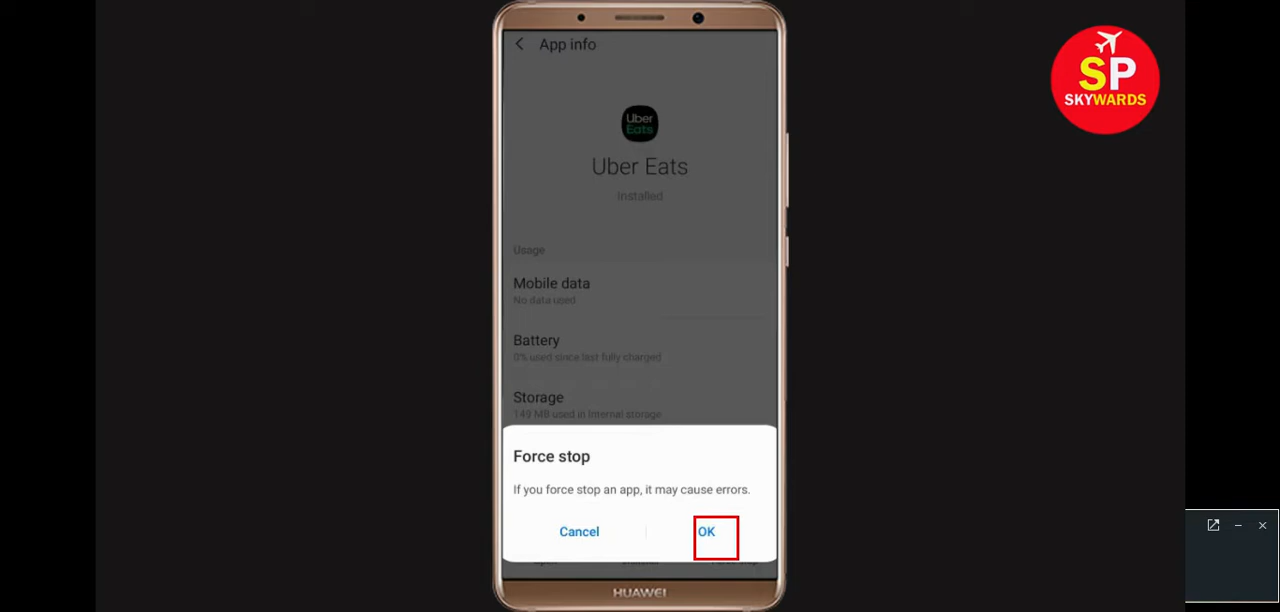 App info
SP
SKYWARDS
Uber
Eats
Uber Eats
Installed
Usage
Mobile data
No data used
Battery
0% used since last fully charged
Storage
149 MB used in Internal storage
Force stop
If you force stop an app, it may cause errors.
Cancel OK
HUAWEI